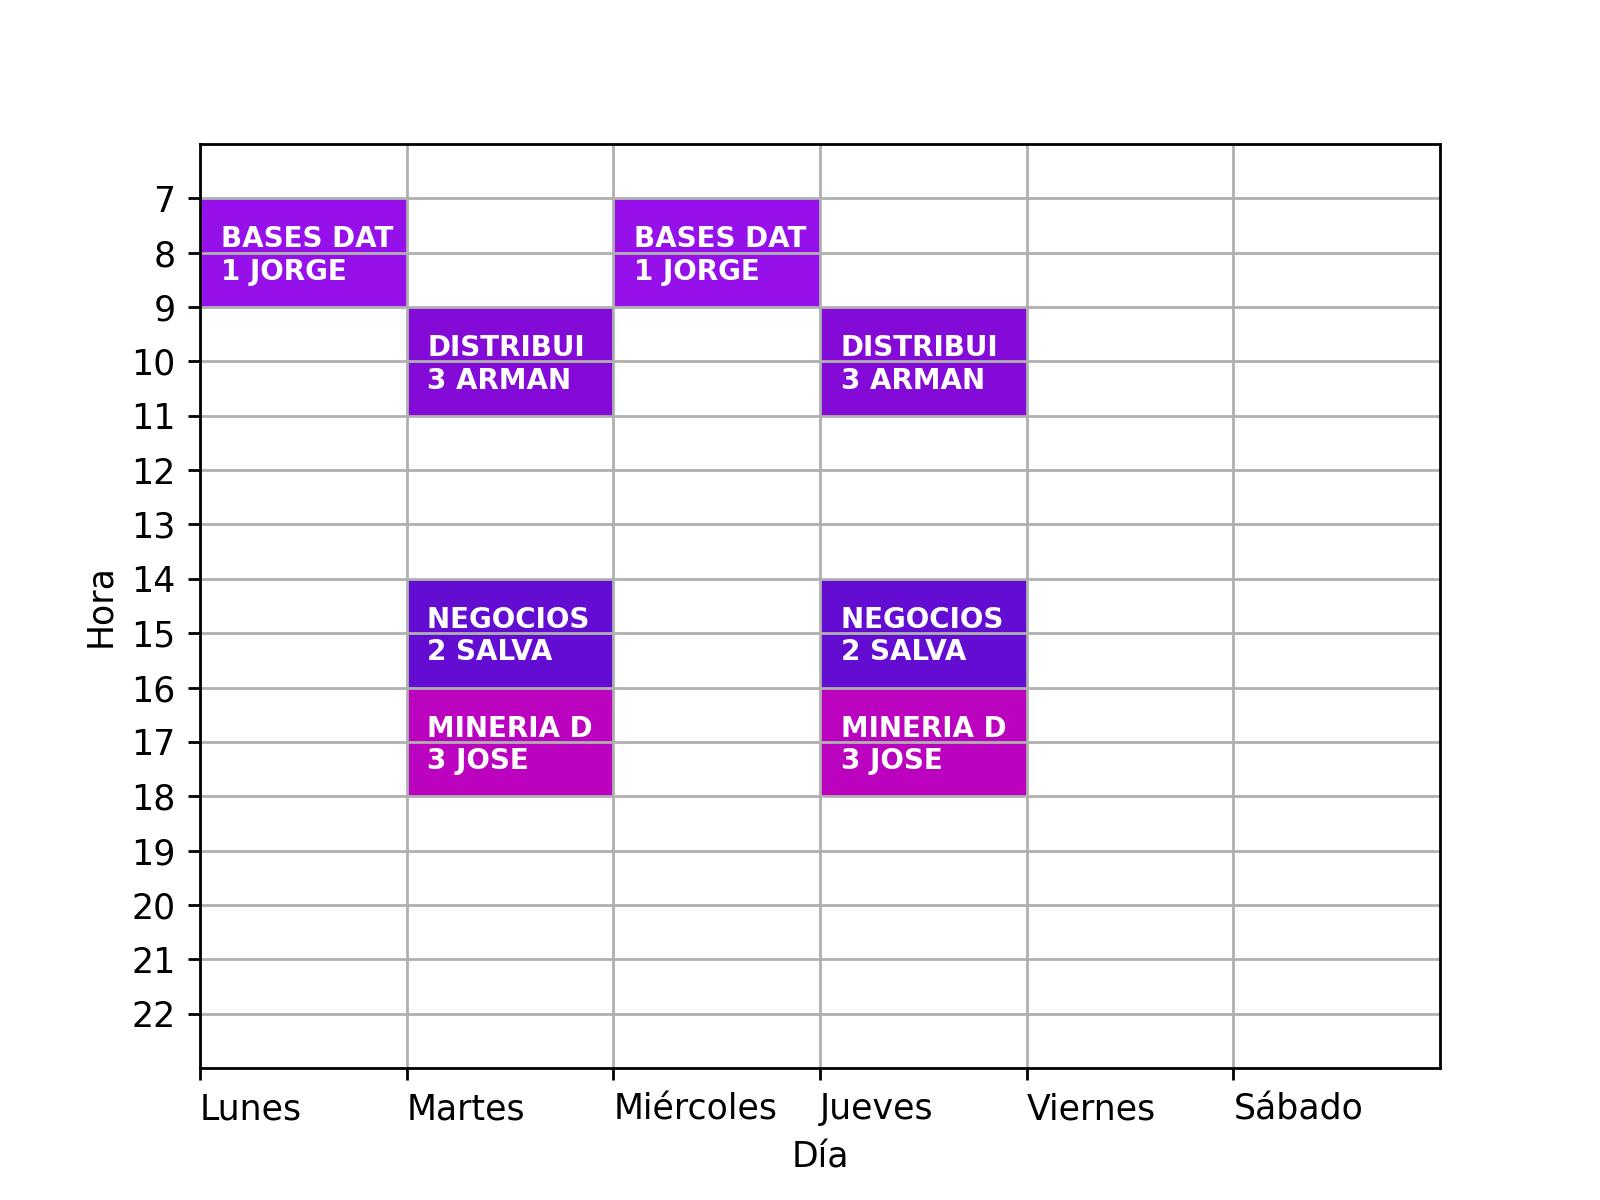 7
BASES DAT
1 JORGE
BASES DAT
1 JORGE
8
9
DISTRIBUI
3 ARMAN
DISTRIBUI
3 ARMAN
10
11
12
13
14
NEGOCIOS
2 SALVA
NEGOCIOS
2 SALVA
15
16
MINERIA D
3 JOSE
MINERIA D
3 JOSE
17
18
19
20
21
22
Hora
Lunes Martes Miércoles Jueves Viernes Sábado
Día